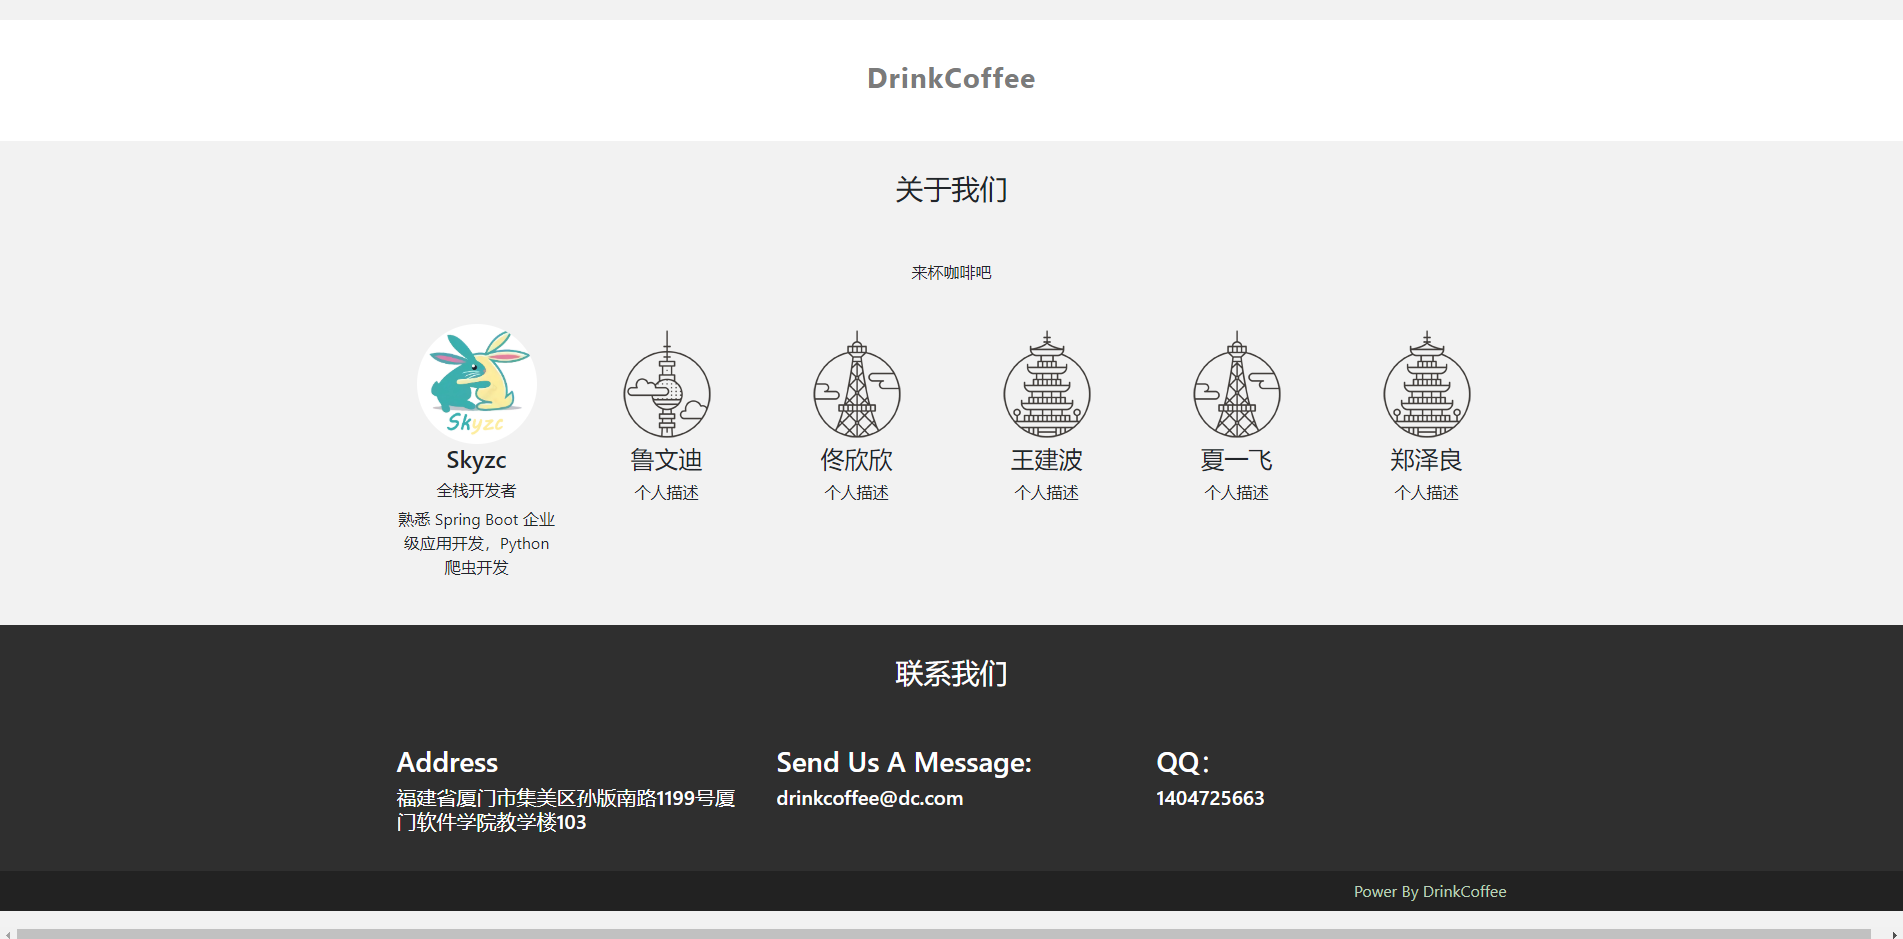 DrinkCoffee
关于我们
来杯咖啡吧
Skyzc
Skyzc
全栈开发者
熟悉 Spring Boot 企业
级应用开发，Python
爬虫开发
鲁文迪
个人描述
佟欣欣
个人描述
王建波
个人描述
夏一飞
个人描述
郑泽良
个人描述
联系我们
Address
福建省厦门市集美区孙版南路1199号厦
门软件学院教学楼103
Send Us A Message:
drinkcoffee@dc.com
QQ：
1404725663
Power By DrinkCoffee